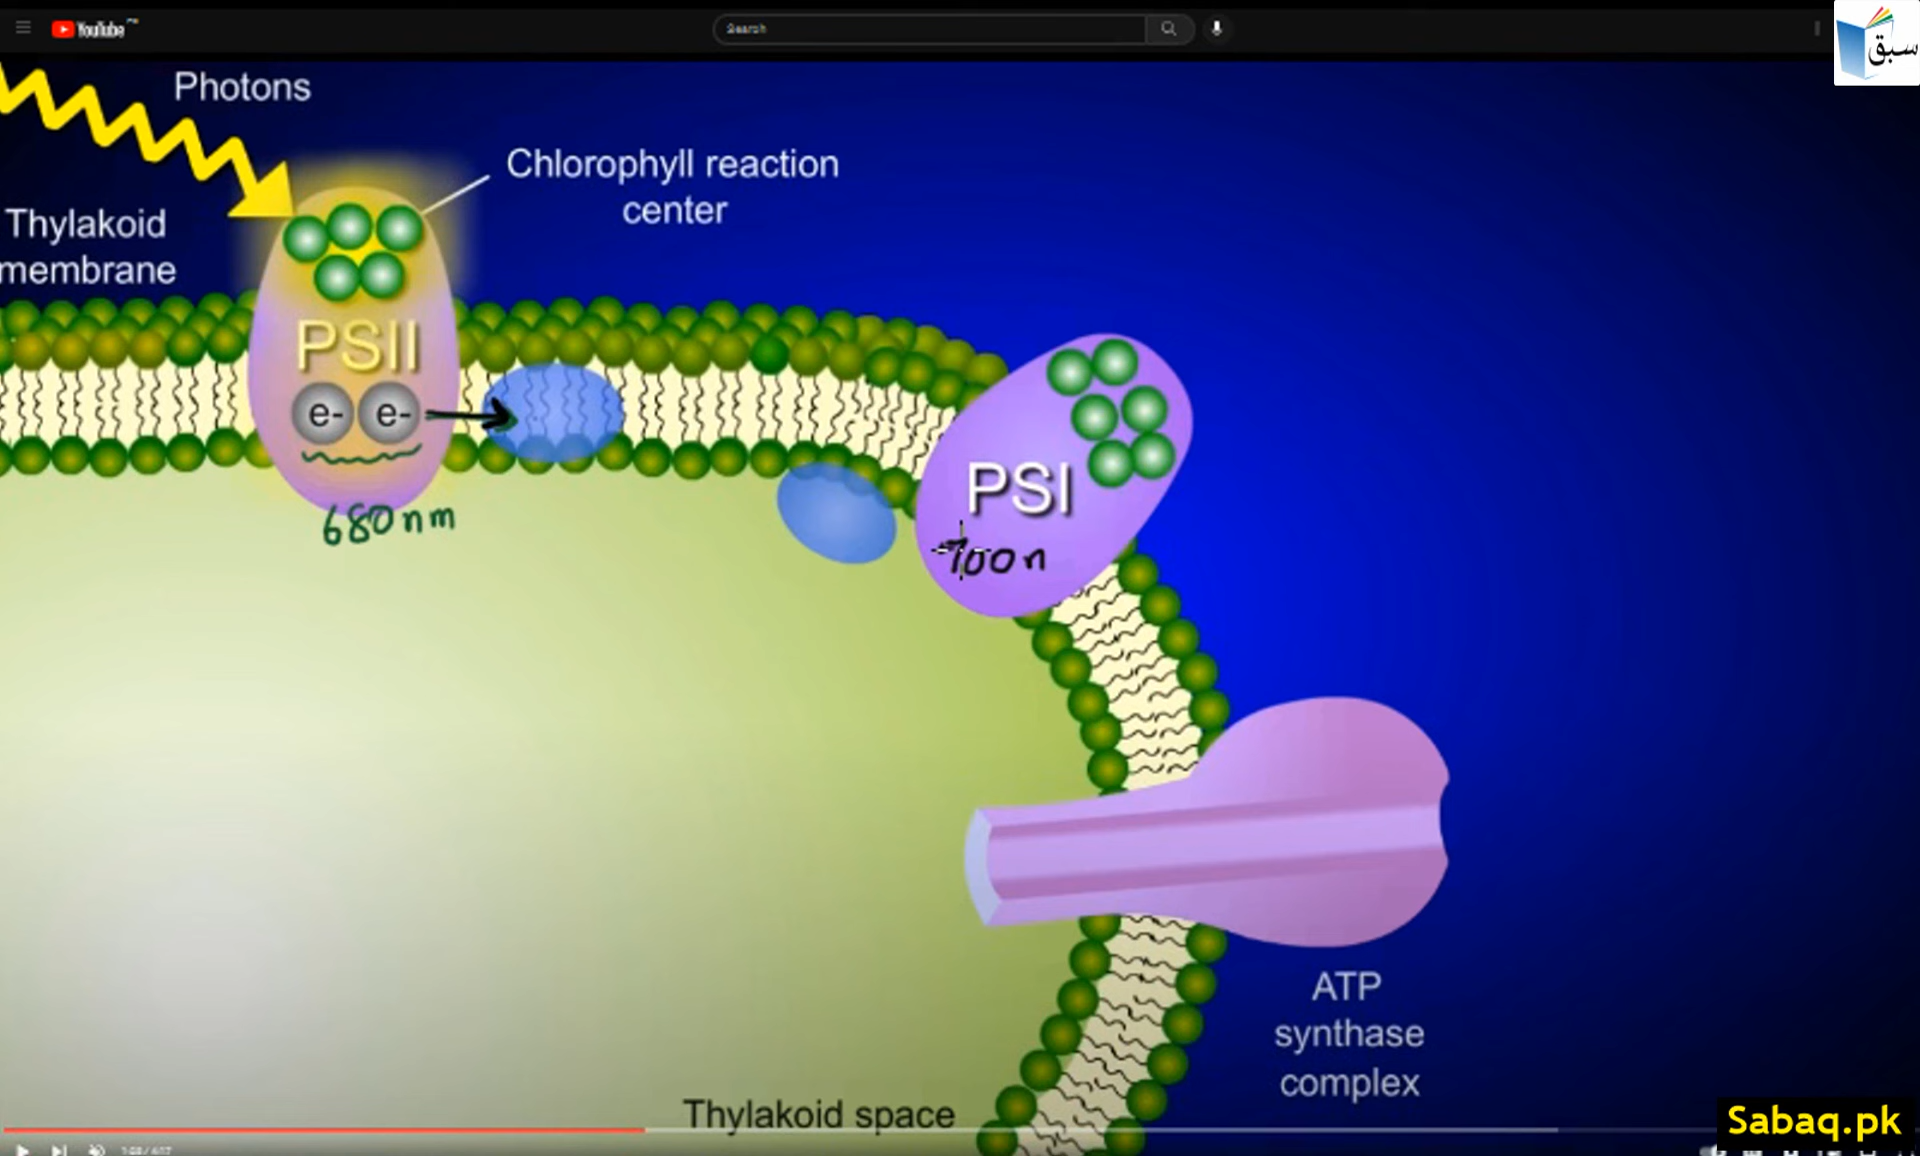 YouTube PK
Search
سبق
Photons
Chlorophyll reaction
center
Thylakoid
membrane
PSII
e- e-
680nm
PSI
700n
ATP
synthase
complex
Thylakoid space
Sabaq.pk